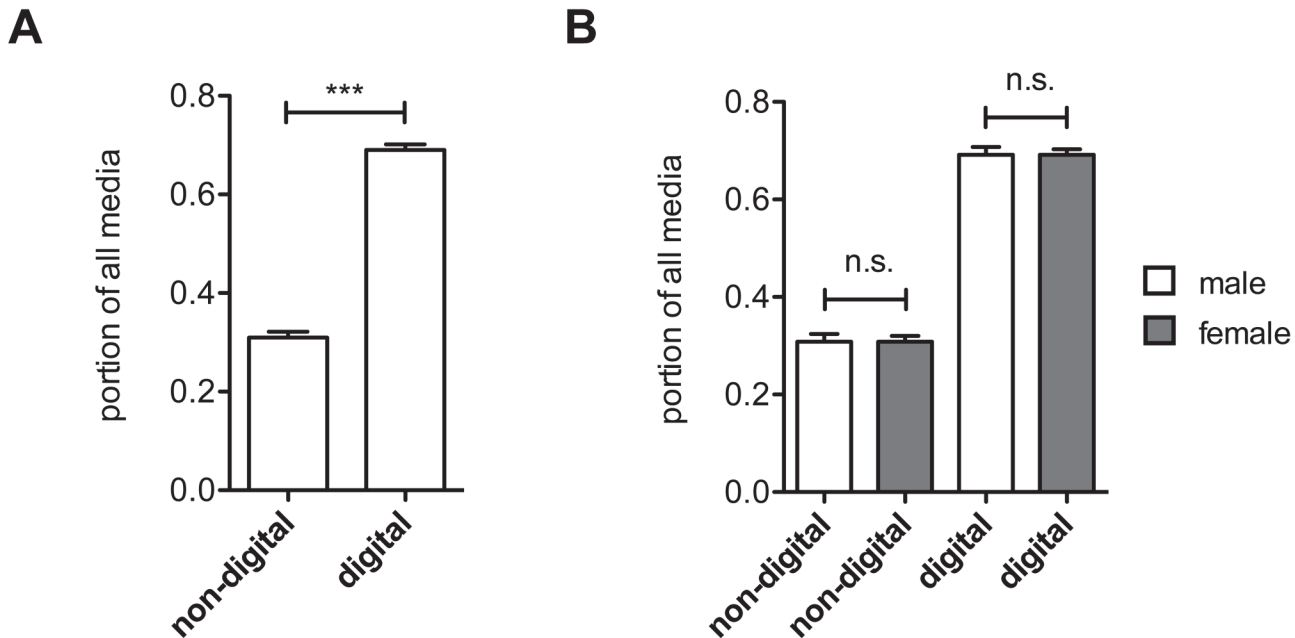 A
portion of all media
0.8
0.6
0.4
0.2
0.0
***
non-digital
digital
B
portion of all media
0.8
0.6
0.4
0.2
0.0
n.s.
n.s.
non-digital
non-digital
digital
digital
male
female